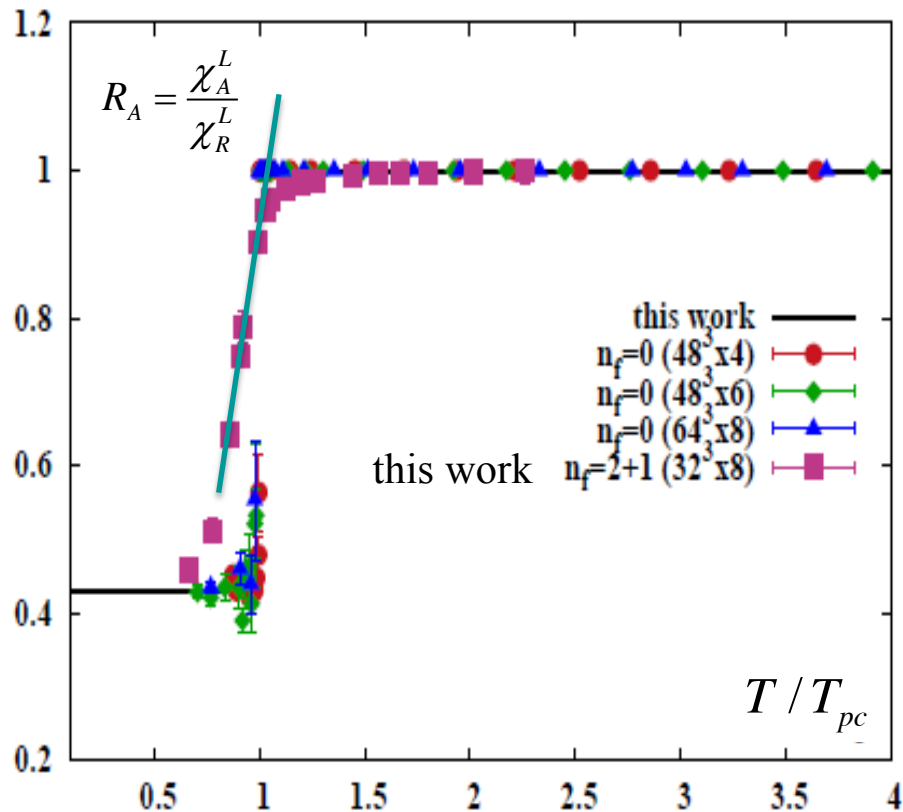 1.2
R_A = χ_A^L / χ_R^L
1
this work
n_f=0 (48^3x4)
0.8
n_f=0 (48^3x6)
n_f=0 (64^3x8)
this work n_f=2+1 (32^3x8)
0.6
0.4
T / T_pc
0.2
0.5 1 1.5 2 2.5 3 3.5 4